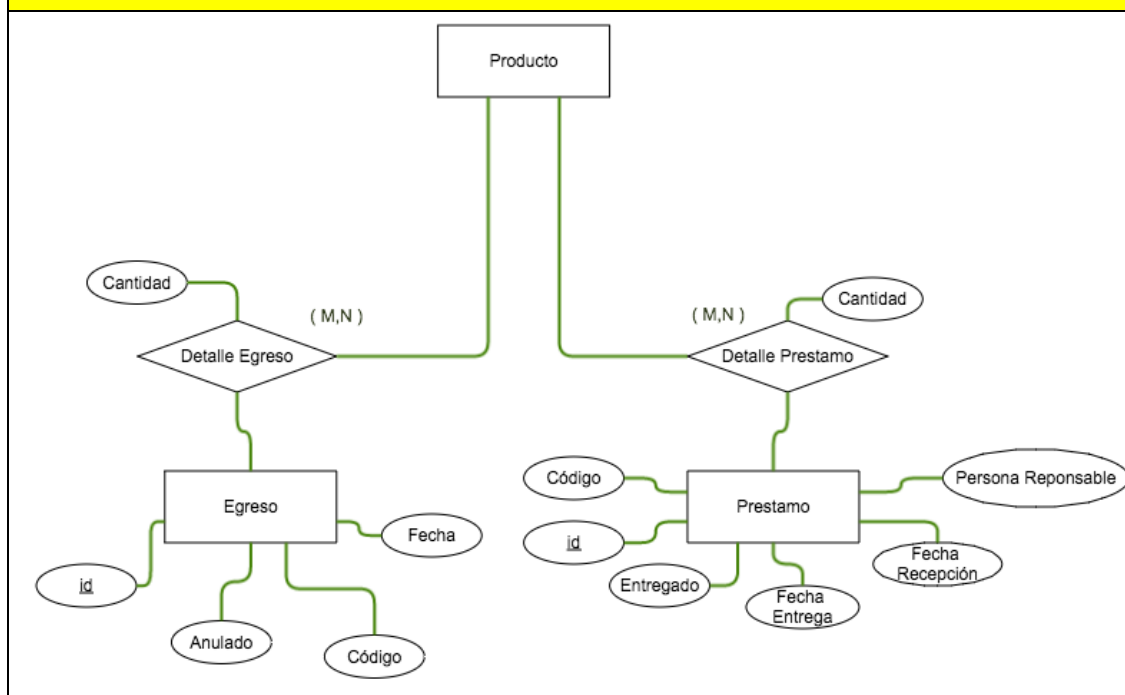 Producto
Cantidad
( M,N )
Detalle Egreso
Cantidad
( M,N )
Detalle Prestamo
Egreso
Fecha
id
Anulado
Código
Código
Prestamo
Persona Reponsable
id
Entregado
Fecha
Entrega
Fecha
Recepción